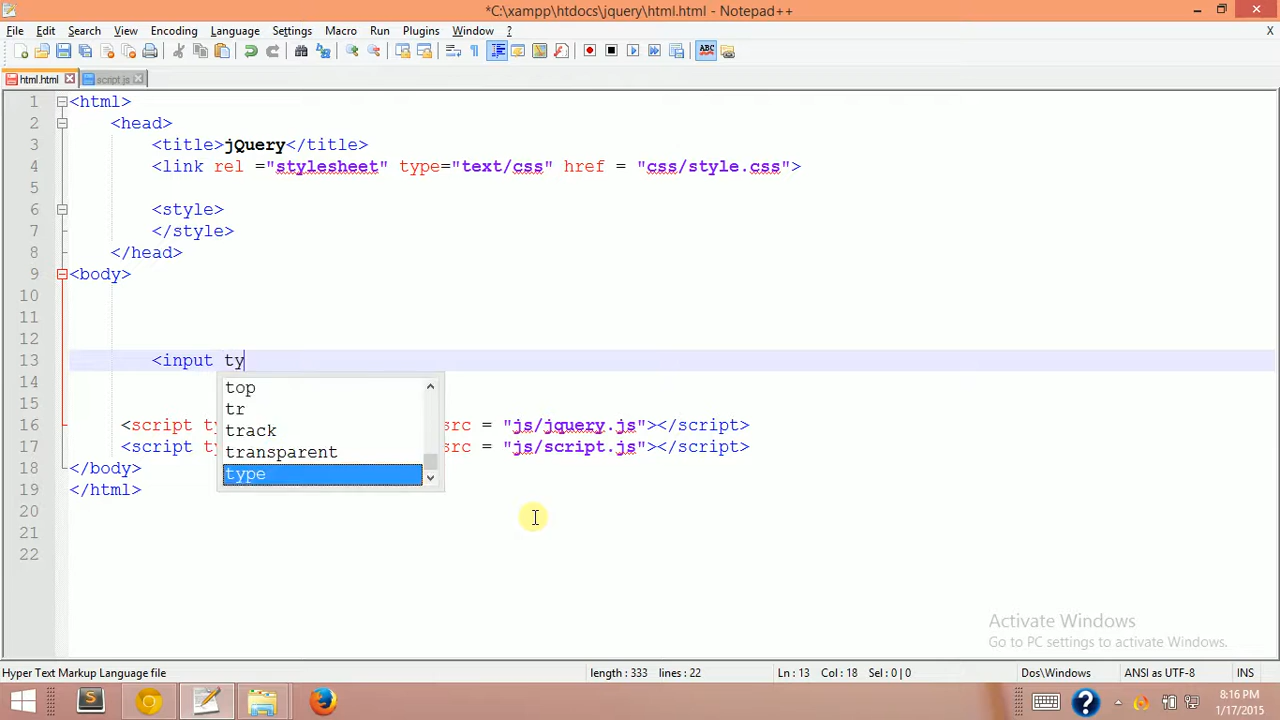 *C:\xampp\htdocs\jquery\html.html - Notepad++
File Edit Search View Encoding Language Settings Macro Run Plugins Window ? X
html.html script.js
1 <html>
2 <head>
3 <title>jQuery</title>
4 <link rel ="stylesheet" type="text/css" href = "css/style.css">
5
6 <style>
7 </style>
8 </head>
9 <body>
10
11
12
13 <input ty
14 top
15 tr
16 <script ty track src = "js/jquery.js"></script>
17 <script ty transparent src = "js/script.js"></script>
18 </body> type
19 </html>
20
21
22
Activate Windows
Go to PC settings to activate Windows.
Hyper Text Markup Language file length : 333 lines : 22 Ln : 13 Col : 18 Sel : 0 | 0 Dos\Windows ANSI as UTF-8 INS
8:16 PM
1/17/2015